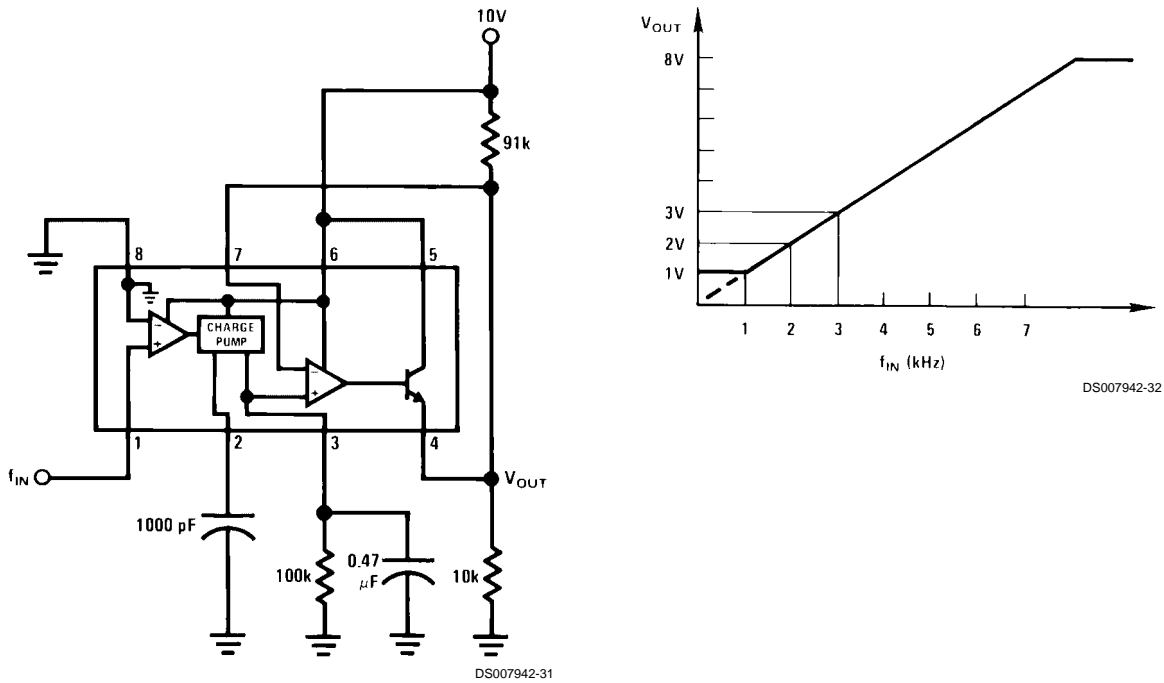 10V
91k
8
7
6
5
CHARGE
PUMP
−
+
−
+
1
2
3
4
fIN
VOUT
1000 pF
100k
0.47
μF
10k
DS007942-31
VOUT
8V
3V
2V
1V
1 2 3 4 5 6 7
fIN (kHz)
DS007942-32